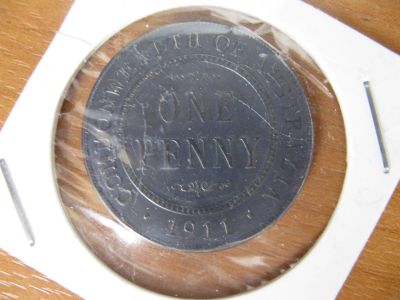 COMMONWEALTH OF AUSTRALIA
ONE
PENNY
1911